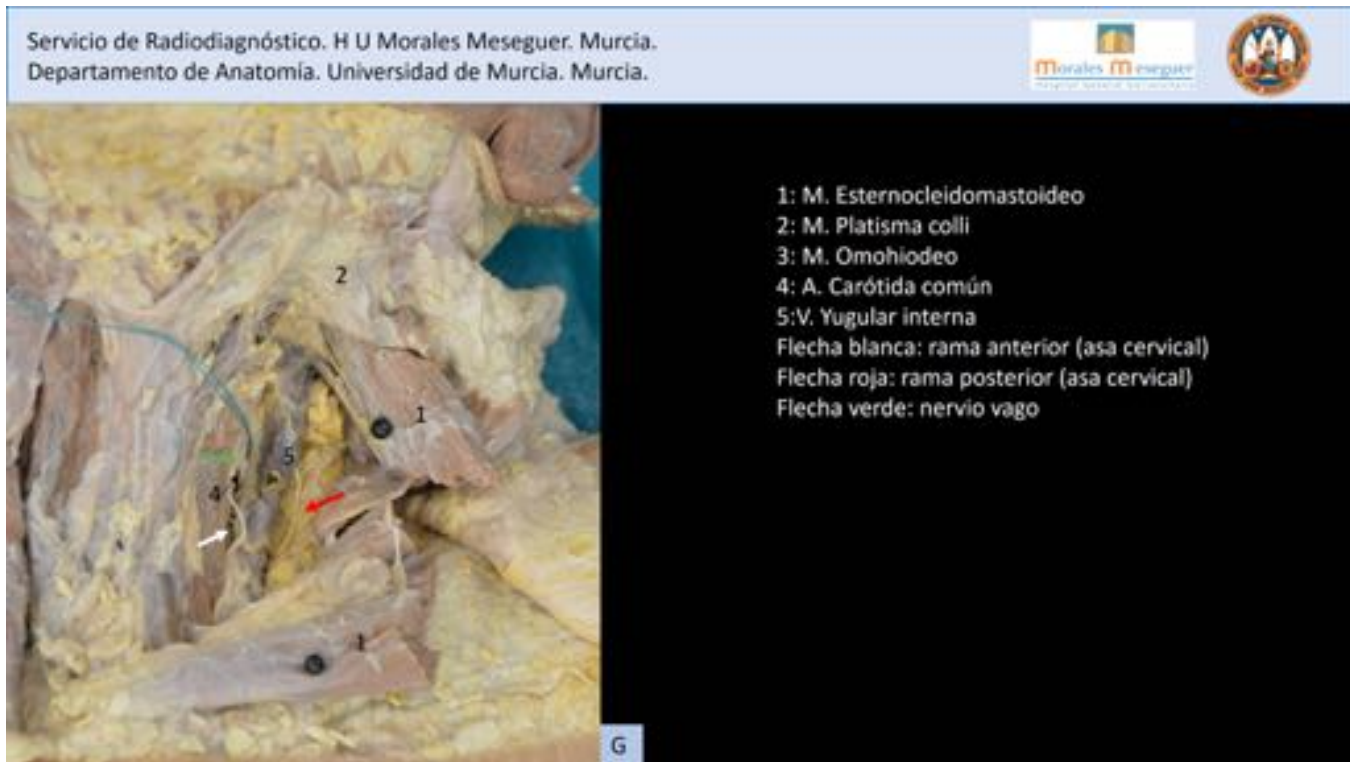 Servicio de Radiodiagnóstico. H U Morales Meseguer. Murcia.
Departamento de Anatomía. Universidad de Murcia. Murcia.
Morales Meseguer
1: M. Esternocleidomastoideo
2: M. Platisma colli
3: M. Omohiodeo
4: A. Carótida común
5:V. Yugular interna
Flecha blanca: rama anterior (asa cervical)
Flecha roja: rama posterior (asa cervical)
Flecha verde: nervio vago
2
1
5
4
1
G